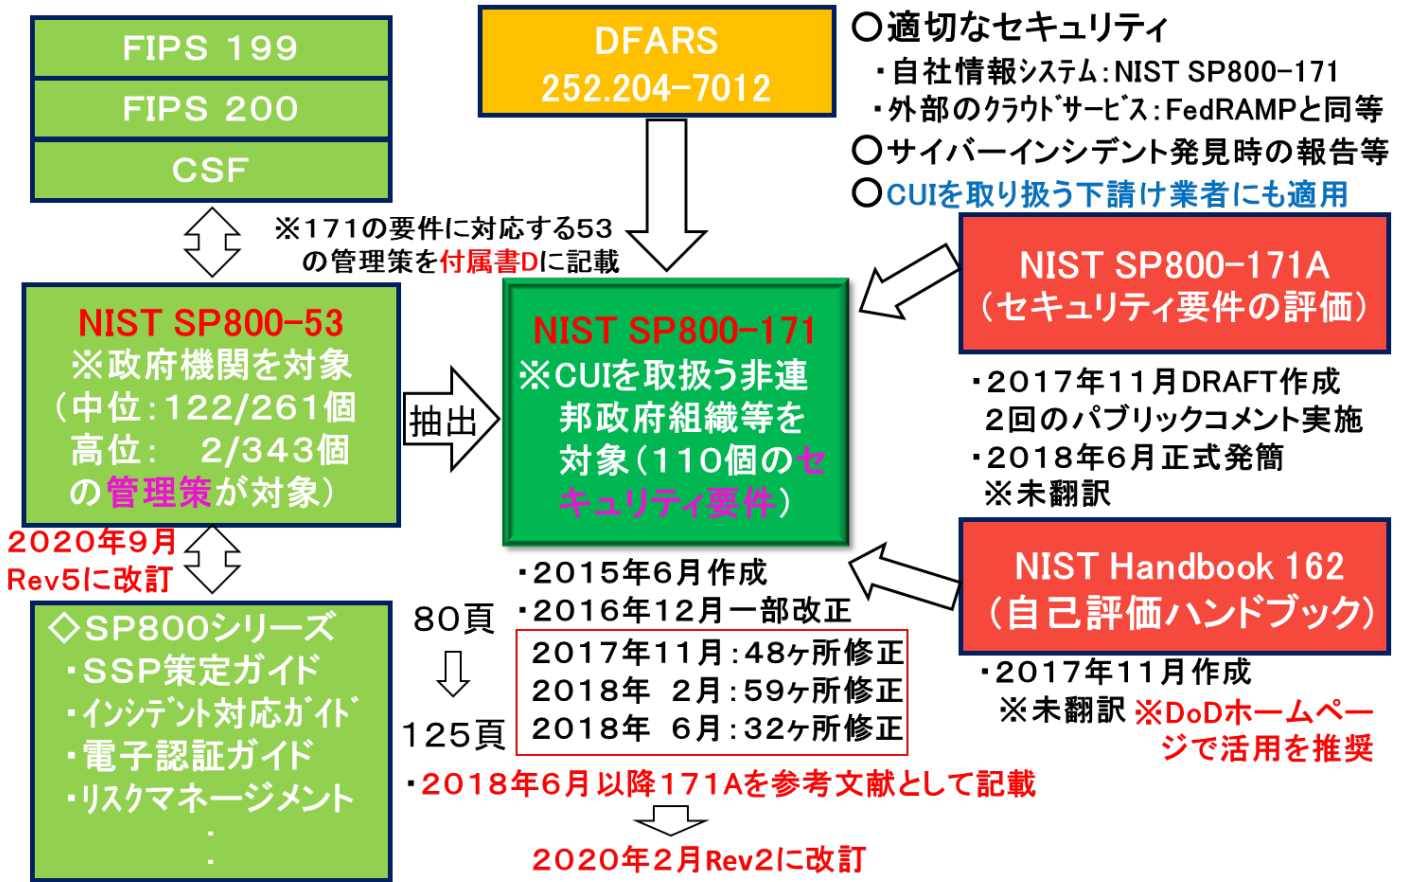 FIPS 199
FIPS 200
CSF
DFARS
252.204-7012
○適切なセキュリティ
・自社情報システム:NIST SP800-171
・外部のクラウドサービス:FedRAMPと同等
○サイバーインシデント発見時の報告等
○CUIを取り扱う下請け業者にも適用
※171の要件に対応する53
の管理策を付属書Dに記載
NIST SP800-53
※政府機関を対象
(中位:122/261個
高位: 2/343個
の管理策が対象)
抽出
NIST SP800-171
※CUIを取扱う非連
邦政府組織等を
対象(110個のセ
キュリティ要件)
NIST SP800-171A
(セキュリティ要件の評価)
・2017年11月DRAFT作成
2回のパブリックコメント実施
・2018年6月正式発簡
※未翻訳
2020年9月
Rev5に改訂
◇SP800シリーズ
・SSP策定ガイド
・インシデント対応ガイド
・電子認証ガイド
・リスクマネージメント
・
・
・2015年6月作成
・2016年12月一部改正
80頁
125頁
2017年11月:48ヶ所修正
2018年 2月:59ヶ所修正
2018年 6月:32ヶ所修正
・2018年6月以降171Aを参考文献として記載
2020年2月Rev2に改訂
NIST Handbook 162
(自己評価ハンドブック)
・2017年11月作成
※未翻訳 ※DoDホームペー
ジで活用を推奨